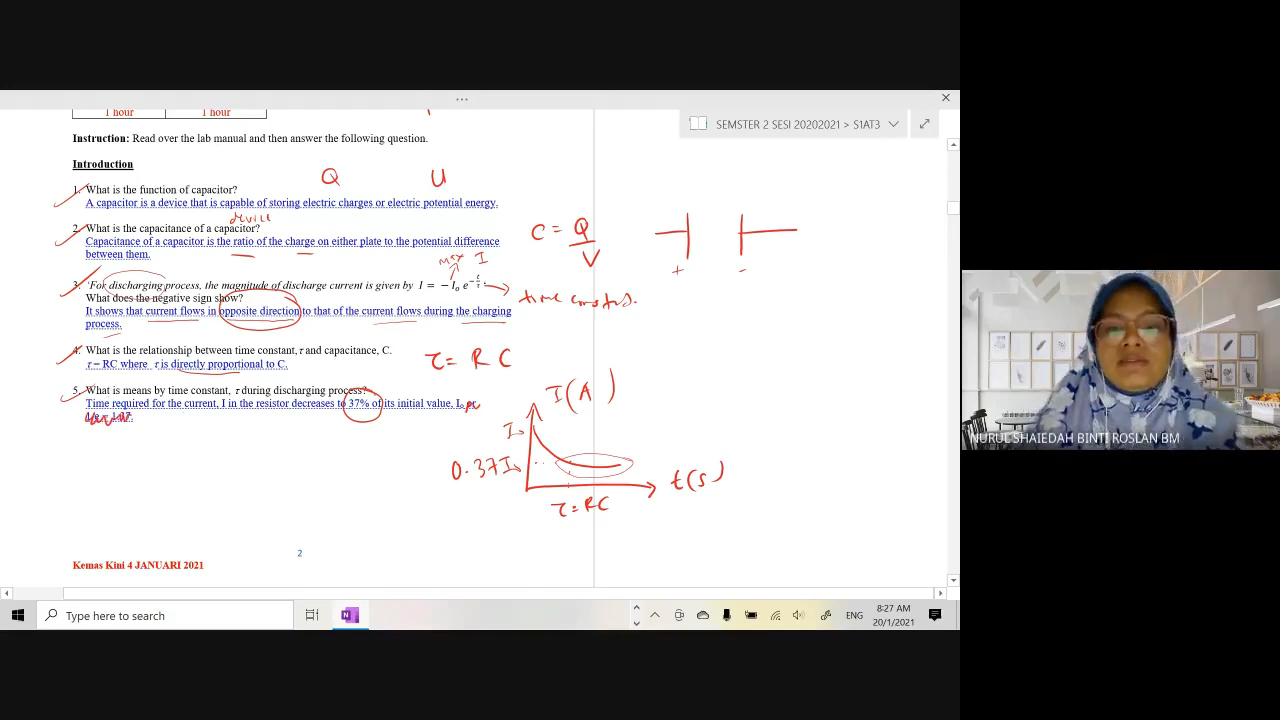 1 hour 1 hour
SEMSTER 2 SESI 20202021 > S1AT3
Instruction: Read over the lab manual and then answer the following question.
Introduction
Q U
1. What is the function of capacitor?
A capacitor is a device that is capable of storing electric charges or electric potential energy.
device
2. What is the capacitance of a capacitor?
Capacitance of a capacitor is the ratio of the charge on either plate to the potential difference
between them.
C = Q
V
+ -
max I
3. 'For discharging process, the magnitude of discharge current is given by I = − Io e^−t/τ.
time
What does the negative sign show?
It shows that current flows in opposite direction to that of the current flows during the charging
process.
4. What is the relationship between time constant, τ and capacitance, C.
τ = RC where τ is directly proportional to C.
τ = RC
5. What is means by time constant, τ during discharging process?
Time required for the current, I in the resistor decreases to 37% of its initial value, Io
I (A)
Io
0.37Io
t(s)
τ = RC
2
Kemas Kini 4 JANUARI 2021
NURUL SHAIEDAH BINTI ROSLAN BM
Type here to search
ENG
8:27 AM
20/1/2021